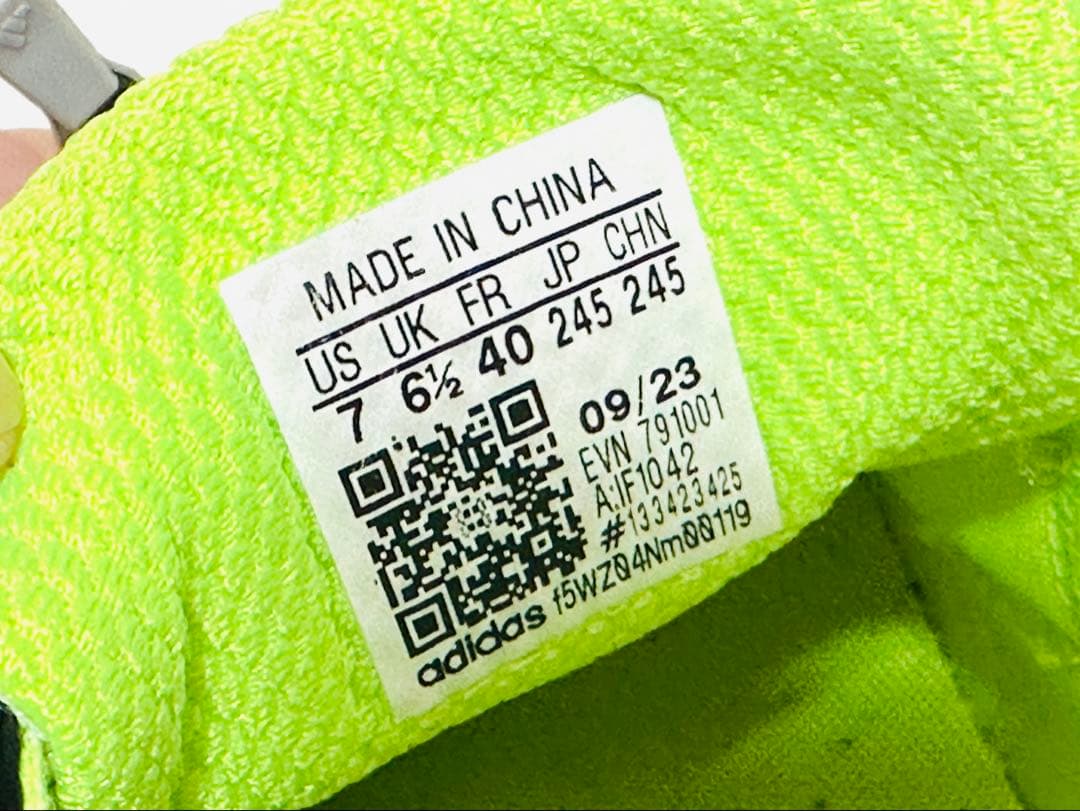 MADE IN CHINA
US UK FR JP CHN
7 6½ 40 245 245
09/23
EVN 791001
A:IF1042
#133423425
adidas f5WZ04Nm00119